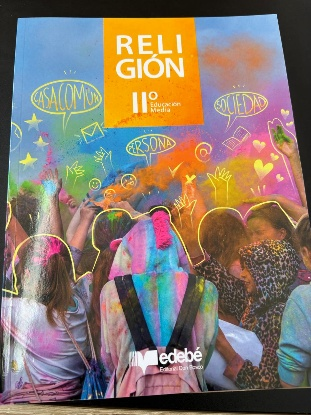 RELI
GIÓN
IIº
Educación
Media
CASA COMÚN
SOCIEDAD
PERSONA
edebé
Editorial Don Bosco